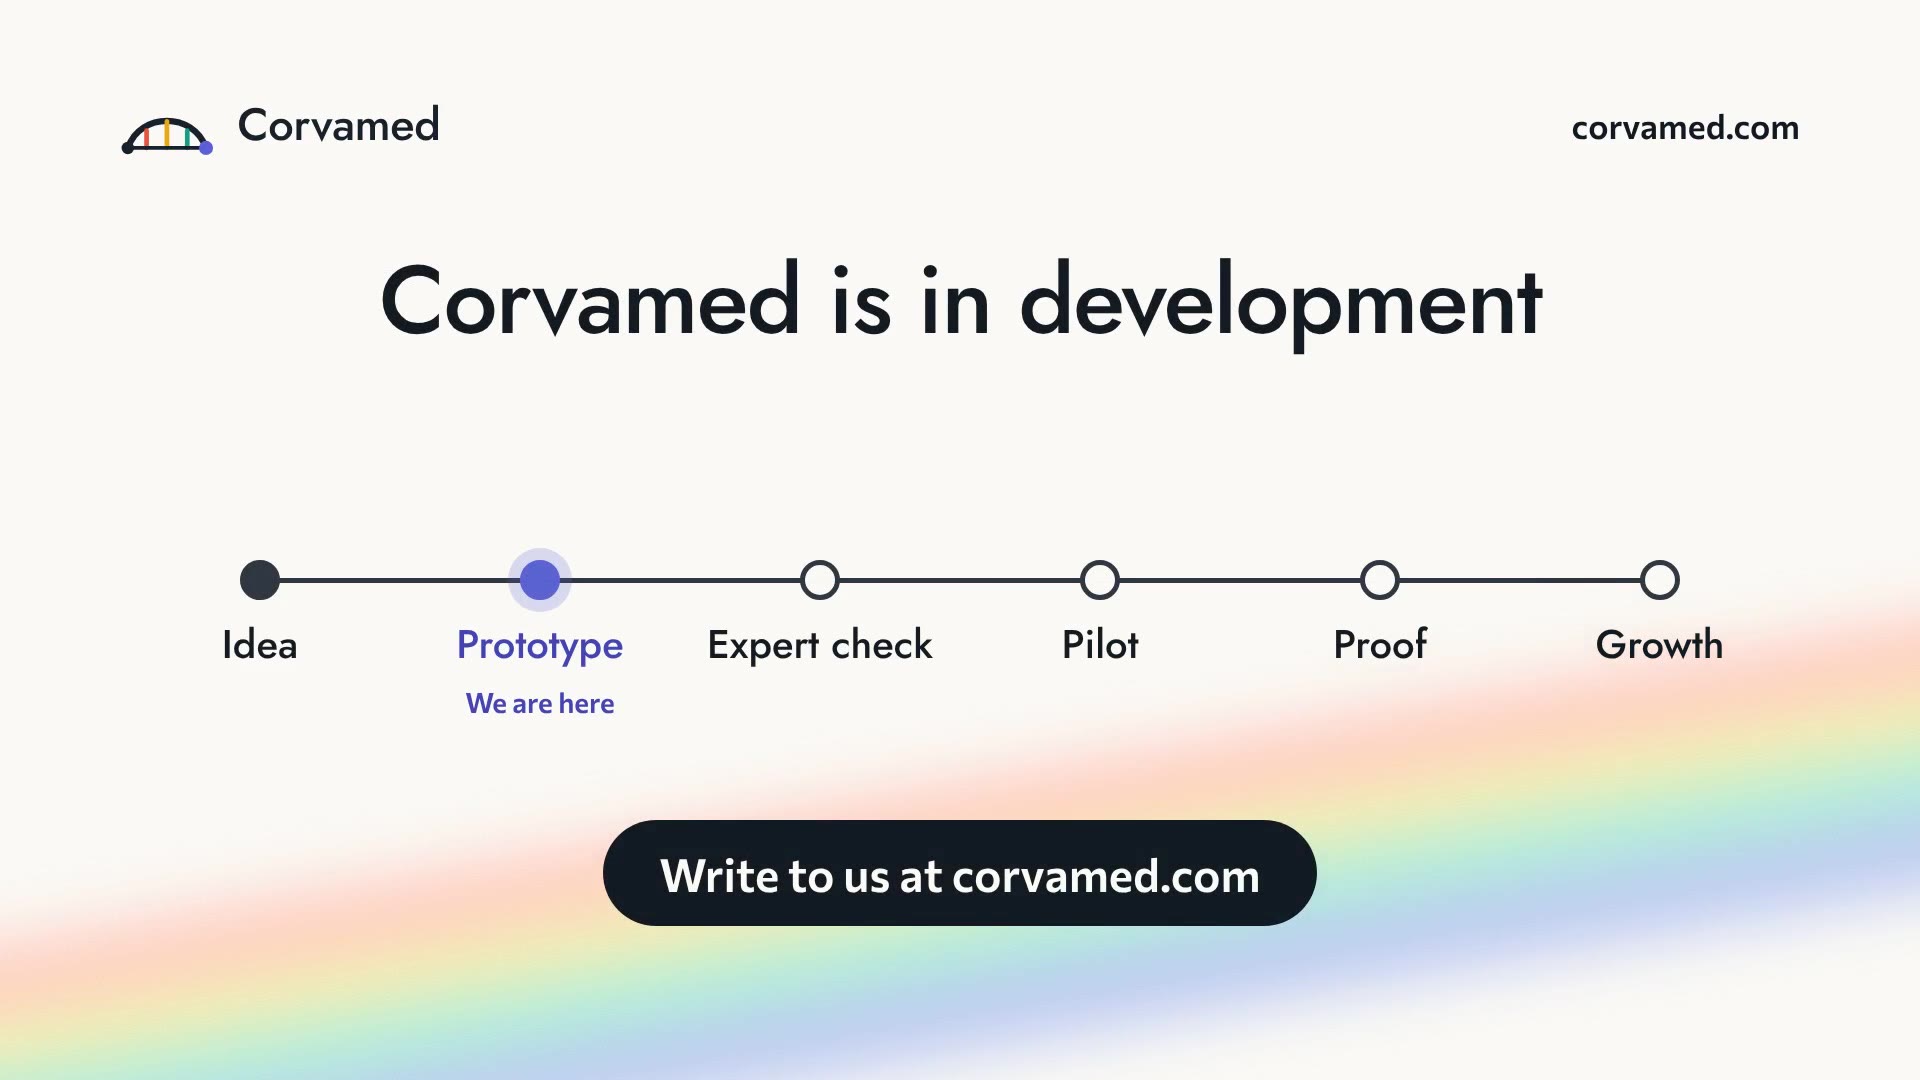 Corvamed
corvamed.com
Corvamed is in development
Idea
Prototype
Expert check
Pilot
Proof
Growth
We are here
Write to us at corvamed.com